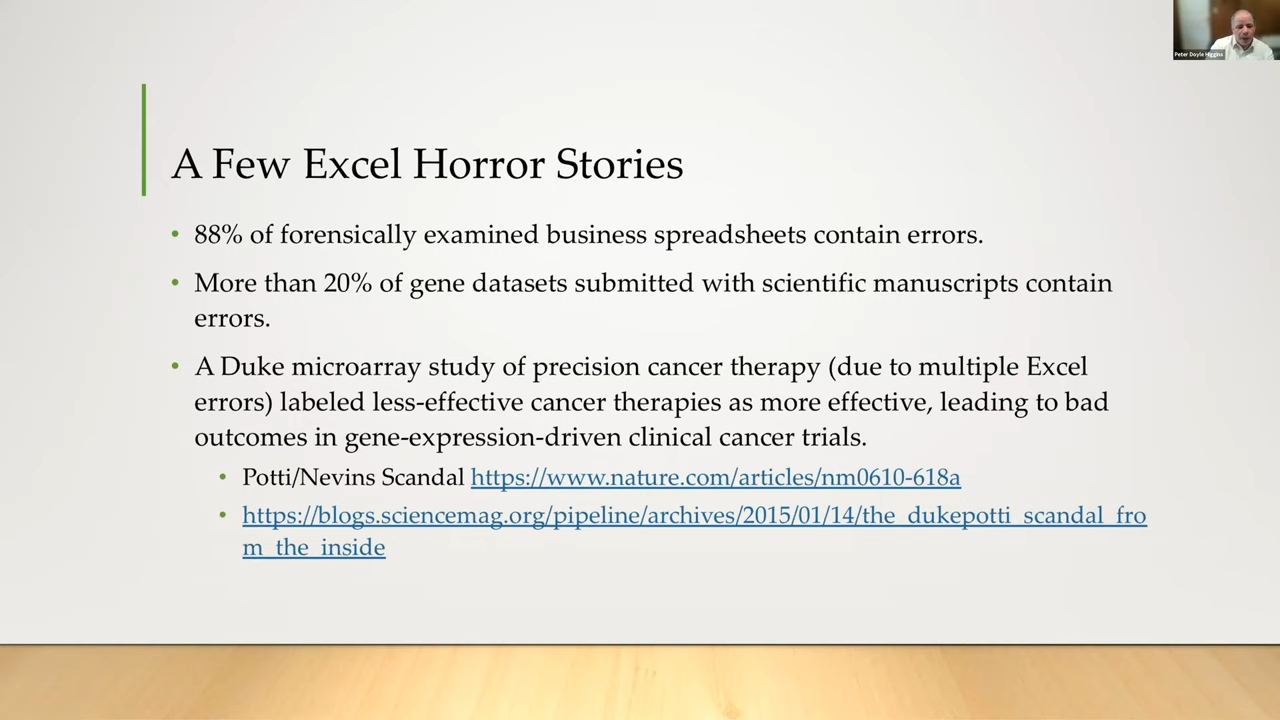 Peter Doyle Higgins
A Few Excel Horror Stories
• 88% of forensically examined business spreadsheets contain errors.
• More than 20% of gene datasets submitted with scientific manuscripts contain
errors.
• A Duke microarray study of precision cancer therapy (due to multiple Excel
errors) labeled less-effective cancer therapies as more effective, leading to bad
outcomes in gene-expression-driven clinical cancer trials.
• Potti/Nevins Scandal https://www.nature.com/articles/nm0610-618a
• https://blogs.sciencemag.org/pipeline/archives/2015/01/14/the_dukepotti_scandal_fro
m_the_inside